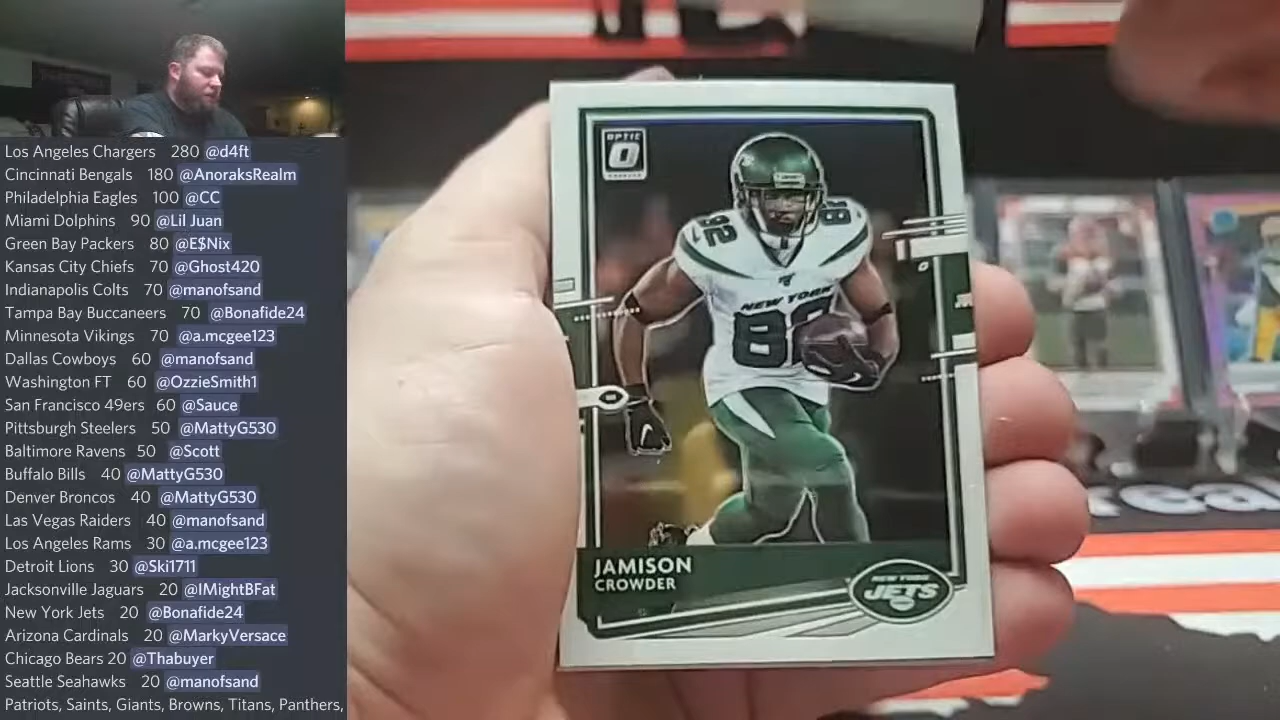 Los Angeles Chargers 280 @d4ft
Cincinnati Bengals 180 @AnoraksRealm
Philadelphia Eagles 100 @CC
Miami Dolphins 90 @Lil Juan
Green Bay Packers 80 @E$Nix
Kansas City Chiefs 70 @Ghost420
Indianapolis Colts 70 @manofsand
Tampa Bay Buccaneers 70 @Bonafide24
Minnesota Vikings 70 @a.mcgee123
Dallas Cowboys 60 @manofsand
Washington FT 60 @OzzieSmith1
San Francisco 49ers 60 @Sauce
Pittsburgh Steelers 50 @MattyG530
Baltimore Ravens 50 @Scott
Buffalo Bills 40 @MattyG530
Denver Broncos 40 @MattyG530
Las Vegas Raiders 40 @manofsand
Los Angeles Rams 30 @a.mcgee123
Detroit Lions 30 @Ski1711
Jacksonville Jaguars 20 @IMightBFat
New York Jets 20 @Bonafide24
Arizona Cardinals 20 @MarkyVersace
Chicago Bears 20 @Thabuyer
Seattle Seahawks 20 @manofsand
Patriots, Saints, Giants, Browns, Titans, Panthers,
OPTIC
82
82
NEW YORK
82
JAMISON
CROWDER
NEW YORK
JETS